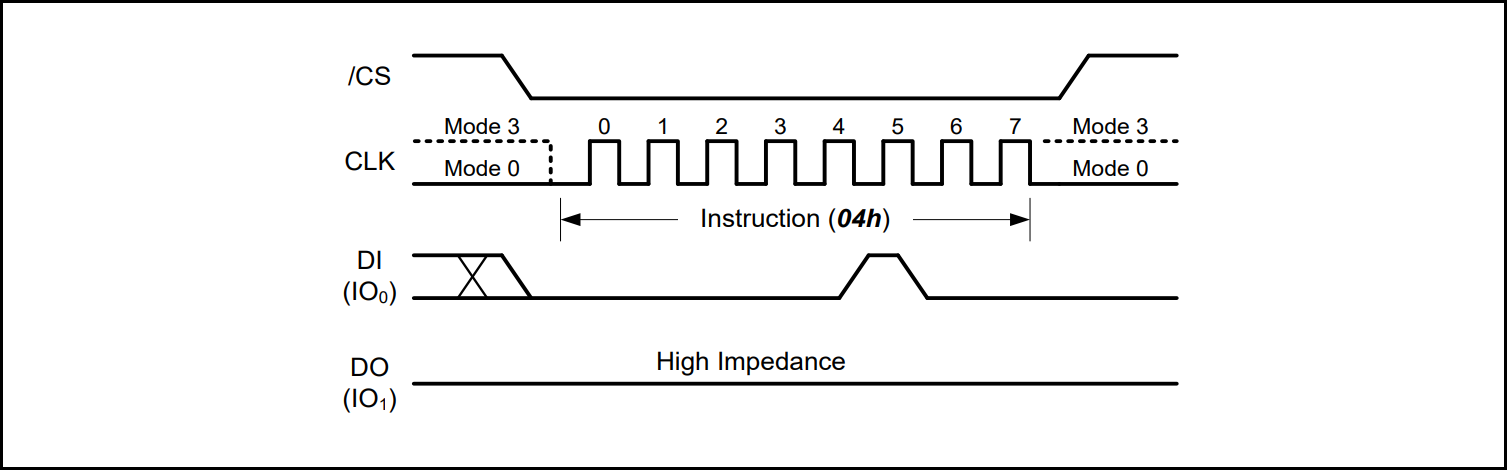 /CS
Mode 3 0 1 2 3 4 5 6 7 Mode 3
CLK
Mode 0 Mode 0
Instruction (04h)
DI
(IO0)
High Impedance
DO
(IO1)